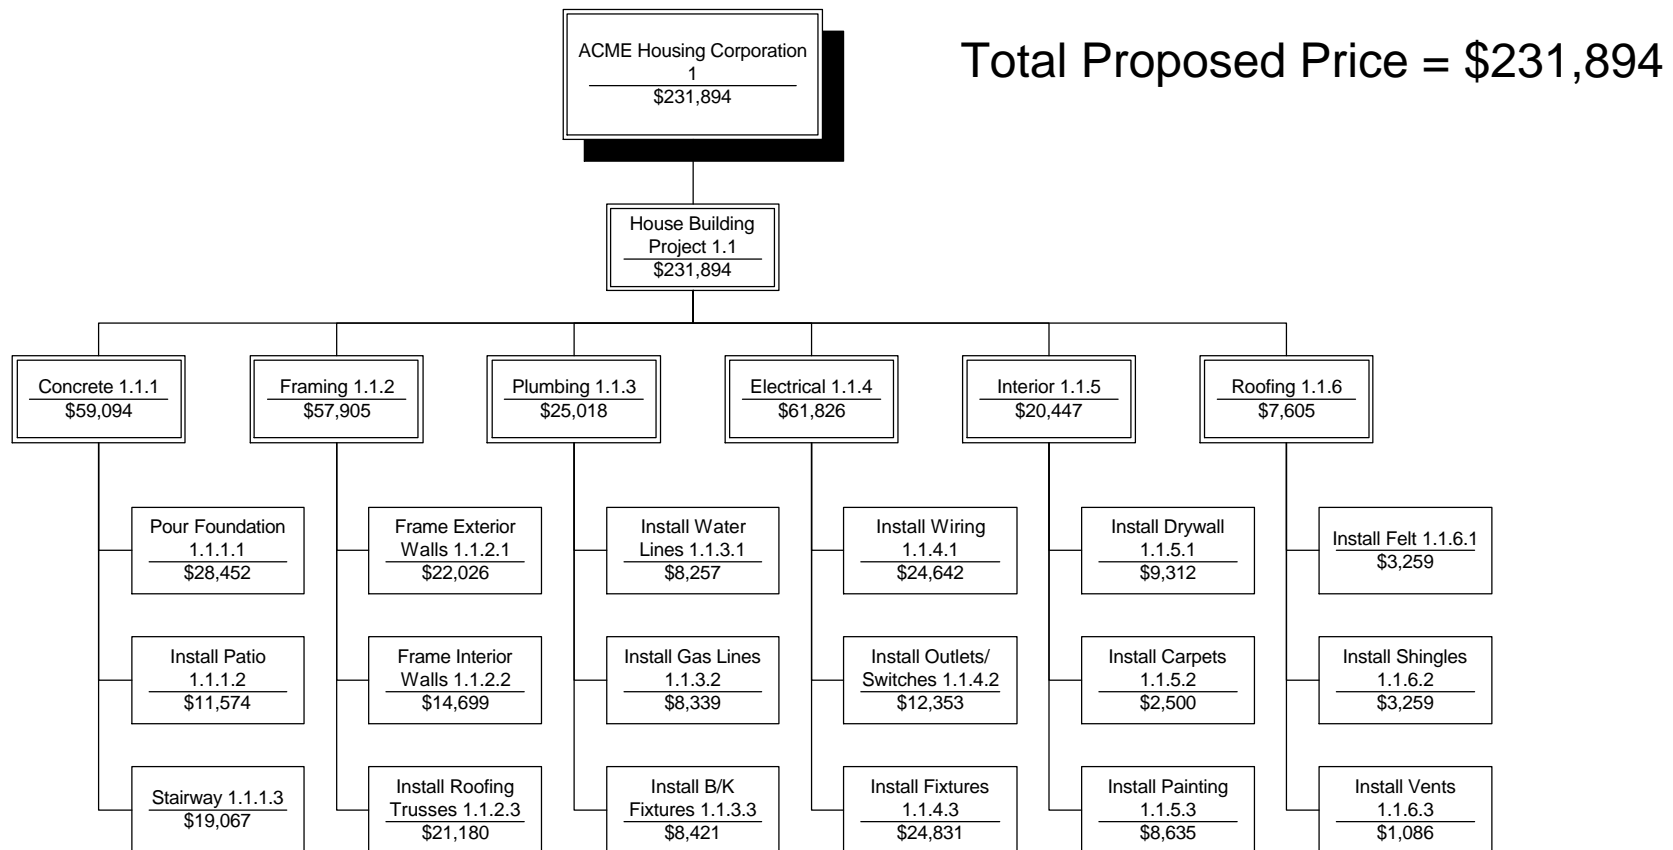 ACME Housing Corporation
1
$231,894
Total Proposed Price = $231,894
House Building
Project 1.1
$231,894
Concrete 1.1.1
$59,094
Framing 1.1.2
$57,905
Plumbing 1.1.3
$25,018
Electrical 1.1.4
$61,826
Interior 1.1.5
$20,447
Roofing 1.1.6
$7,605
Pour Foundation
1.1.1.1
$28,452
Frame Exterior
Walls 1.1.2.1
$22,026
Install Water
Lines 1.1.3.1
$8,257
Install Wiring
1.1.4.1
$24,642
Install Drywall
1.1.5.1
$9,312
Install Felt 1.1.6.1
$3,259
Install Patio
1.1.1.2
$11,574
Frame Interior
Walls 1.1.2.2
$14,699
Install Gas Lines
1.1.3.2
$8,339
Install Outlets/
Switches 1.1.4.2
$12,353
Install Carpets
1.1.5.2
$2,500
Install Shingles
1.1.6.2
$3,259
Stairway 1.1.1.3
$19,067
Install Roofing
Trusses 1.1.2.3
$21,180
Install B/K
Fixtures 1.1.3.3
$8,421
Install Fixtures
1.1.4.3
$24,831
Install Painting
1.1.5.3
$8,635
Install Vents
1.1.6.3
$1,086